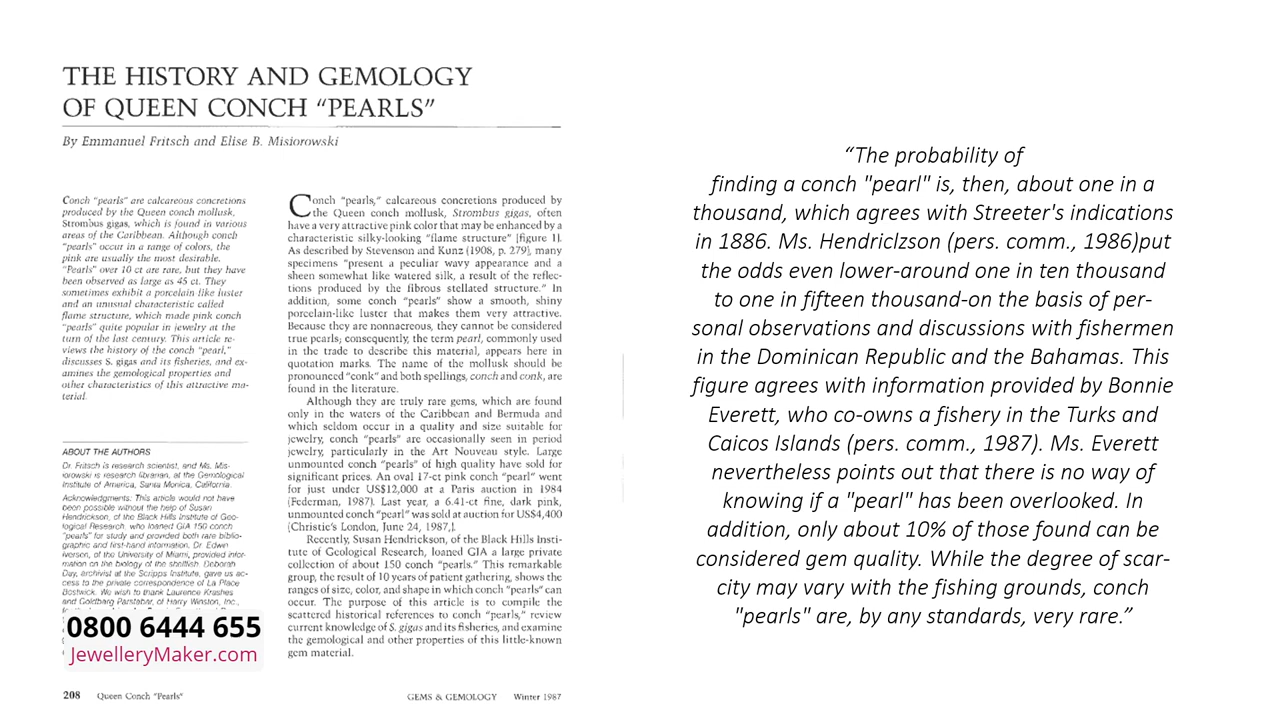 THE HISTORY AND GEMOLOGY
OF QUEEN CONCH “PEARLS”
By Emmanuel Fritsch and Elise B. Misiorowski
Conch “pearls” are calcareous concretions
produced by the Queen conch mollusk,
Strombus gigas, which is found in various
areas of the Caribbean. Although conch
“pearls” occur in a range of colors, the
pink are usually the most desirable.
“Pearls” over 10 ct are rare, but they have
been observed as large as 45 ct. They
sometimes exhibit a porcelain like luster
and an unusual characteristic called
flame structure, which made pink conch
“pearls” quite popular in jewelry at the
turn of the last century. This article re-
views the history of the conch “pearl,”
discusses S. gigas and its fisheries, and ex-
amines the gemological properties and
other characteristics of this attractive ma-
terial.
ABOUT THE AUTHORS
Dr. Fritsch is research scientist, and Ms. Mis-
iorowski is research librarian, at the Gemological
Institute of America, Santa Monica, California.
Acknowledgments: This article would not have
been possible without the help of Susan
Hendrickson, of the Black Hills Institute of Geo-
logical Research, who loaned GIA 150 conch
“pearls” for study and provided both rare biblio-
graphic and first-hand information. Dr. Edwin
Iversen, of the University of Miami, provided infor-
mation on the biology of the shellfish. Deborah
Day, archivist at the Scripps Institute, gave us ac-
cess to the private correspondence of La Place
Bostwick. We wish to thank Laurence Krashes
and Goldberg Parstabar, of Harry Winston, Inc.,
0800 6444 655
JewelleryMaker.com
Conch “pearls,” calcareous concretions produced by
the Queen conch mollusk, Strombus gigas, often
have a very attractive pink color that may be enhanced by a
characteristic silky-looking “flame structure” (figure 1).
As described by Stevenson and Kunz (1908, p. 279), many
specimens “present a peculiar wavy appearance and a
sheen somewhat like watered silk, a result of the reflec-
tions produced by the fibrous stellated structure.” In
addition, some conch “pearls” show a smooth, shiny
porcelain-like luster that makes them very attractive.
Because they are nonnacreous, they cannot be considered
true pearls; consequently, the term pearl, commonly used
in the trade to describe this material, appears here in
quotation marks. The name of the mollusk should be
pronounced “conk” and both spellings, conch and conk, are
found in the literature.
Although they are truly rare gems, which are found
only in the waters of the Caribbean and Bermuda and
which seldom occur in a quality and size suitable for
jewelry, conch “pearls” are occasionally seen in period
jewelry, particularly in the Art Nouveau style. Large
unmounted conch “pearls” of high quality have sold for
significant prices. An oval 17-ct pink conch “pearl” went
for just under US$12,000 at a Paris auction in 1984
(Federman, 1987). Last year, a 6.41-ct fine, dark pink,
unmounted conch “pearl” was sold at auction for US$4,400
(Christie's London, June 24, 1987,).
Recently, Susan Hendrickson, of the Black Hills Insti-
tute of Geological Research, loaned GIA a large private
collection of about 150 conch “pearls.” This remarkable
group, the result of 10 years of patient gathering, shows the
ranges of size, color, and shape in which conch “pearls” can
occur. The purpose of this article is to compile the
scattered historical references to conch “pearls,” review
current knowledge of S. gigas and its fisheries, and examine
the gemological and other properties of this little-known
gem material.
208 Queen Conch “Pearls”
GEMS & GEMOLOGY Winter 1987
“The probability of
finding a conch "pearl" is, then, about one in a
thousand, which agrees with Streeter's indications
in 1886. Ms. Hendriclzson (pers. comm., 1986)put
the odds even lower-around one in ten thousand
to one in fifteen thousand-on the basis of per-
sonal observations and discussions with fishermen
in the Dominican Republic and the Bahamas. This
figure agrees with information provided by Bonnie
Everett, who co-owns a fishery in the Turks and
Caicos Islands (pers. comm., 1987). Ms. Everett
nevertheless points out that there is no way of
knowing if a "pearl" has been overlooked. In
addition, only about 10% of those found can be
considered gem quality. While the degree of scar-
city may vary with the fishing grounds, conch
"pearls" are, by any standards, very rare.”